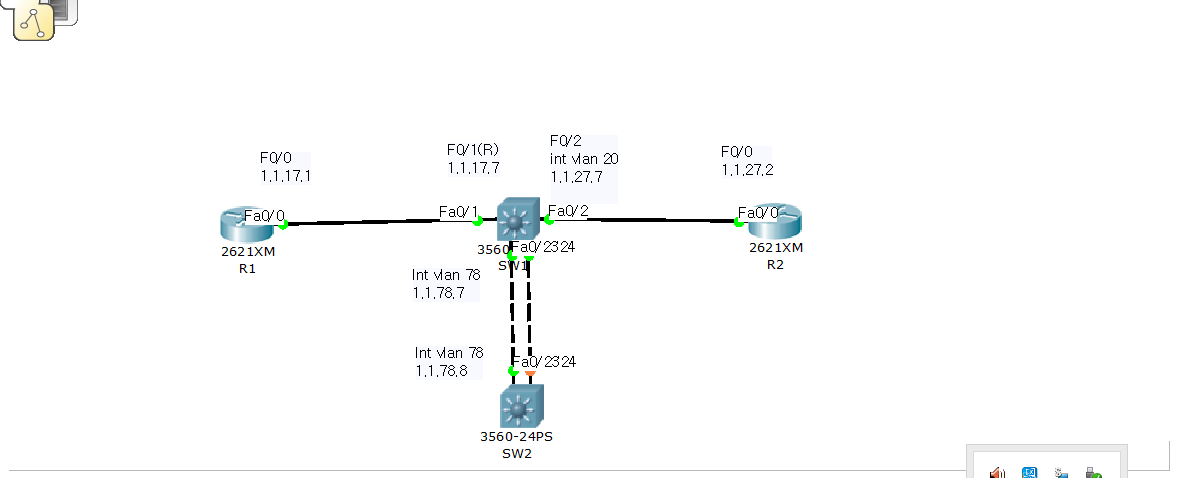 F0/0
1.1.17.1
F0/1(R)
1.1.17.7
F0/2
int vlan 20
1.1.27.7
F0/0
1.1.27.2
Fa0/0
Fa0/1
Fa0/2
Fa0/0
2621XM
R1
3560
Fa0/2324
SW1
2621XM
R2
Int vlan 78
1.1.78.7
Int vlan 78
1.1.78.8
Fa0/2324
3560-24PS
SW2